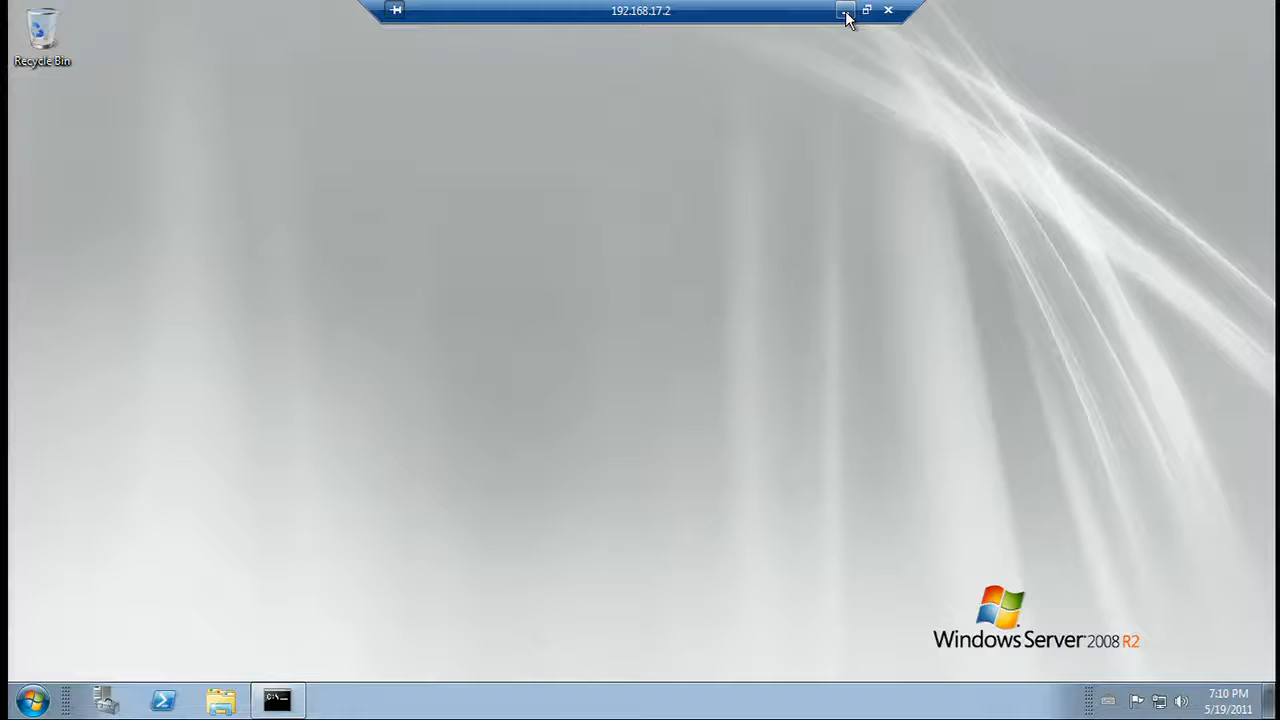 192.168.17.2
Recycle Bin
Windows Server 2008 R2
C:\
7:10 PM
5/19/2011